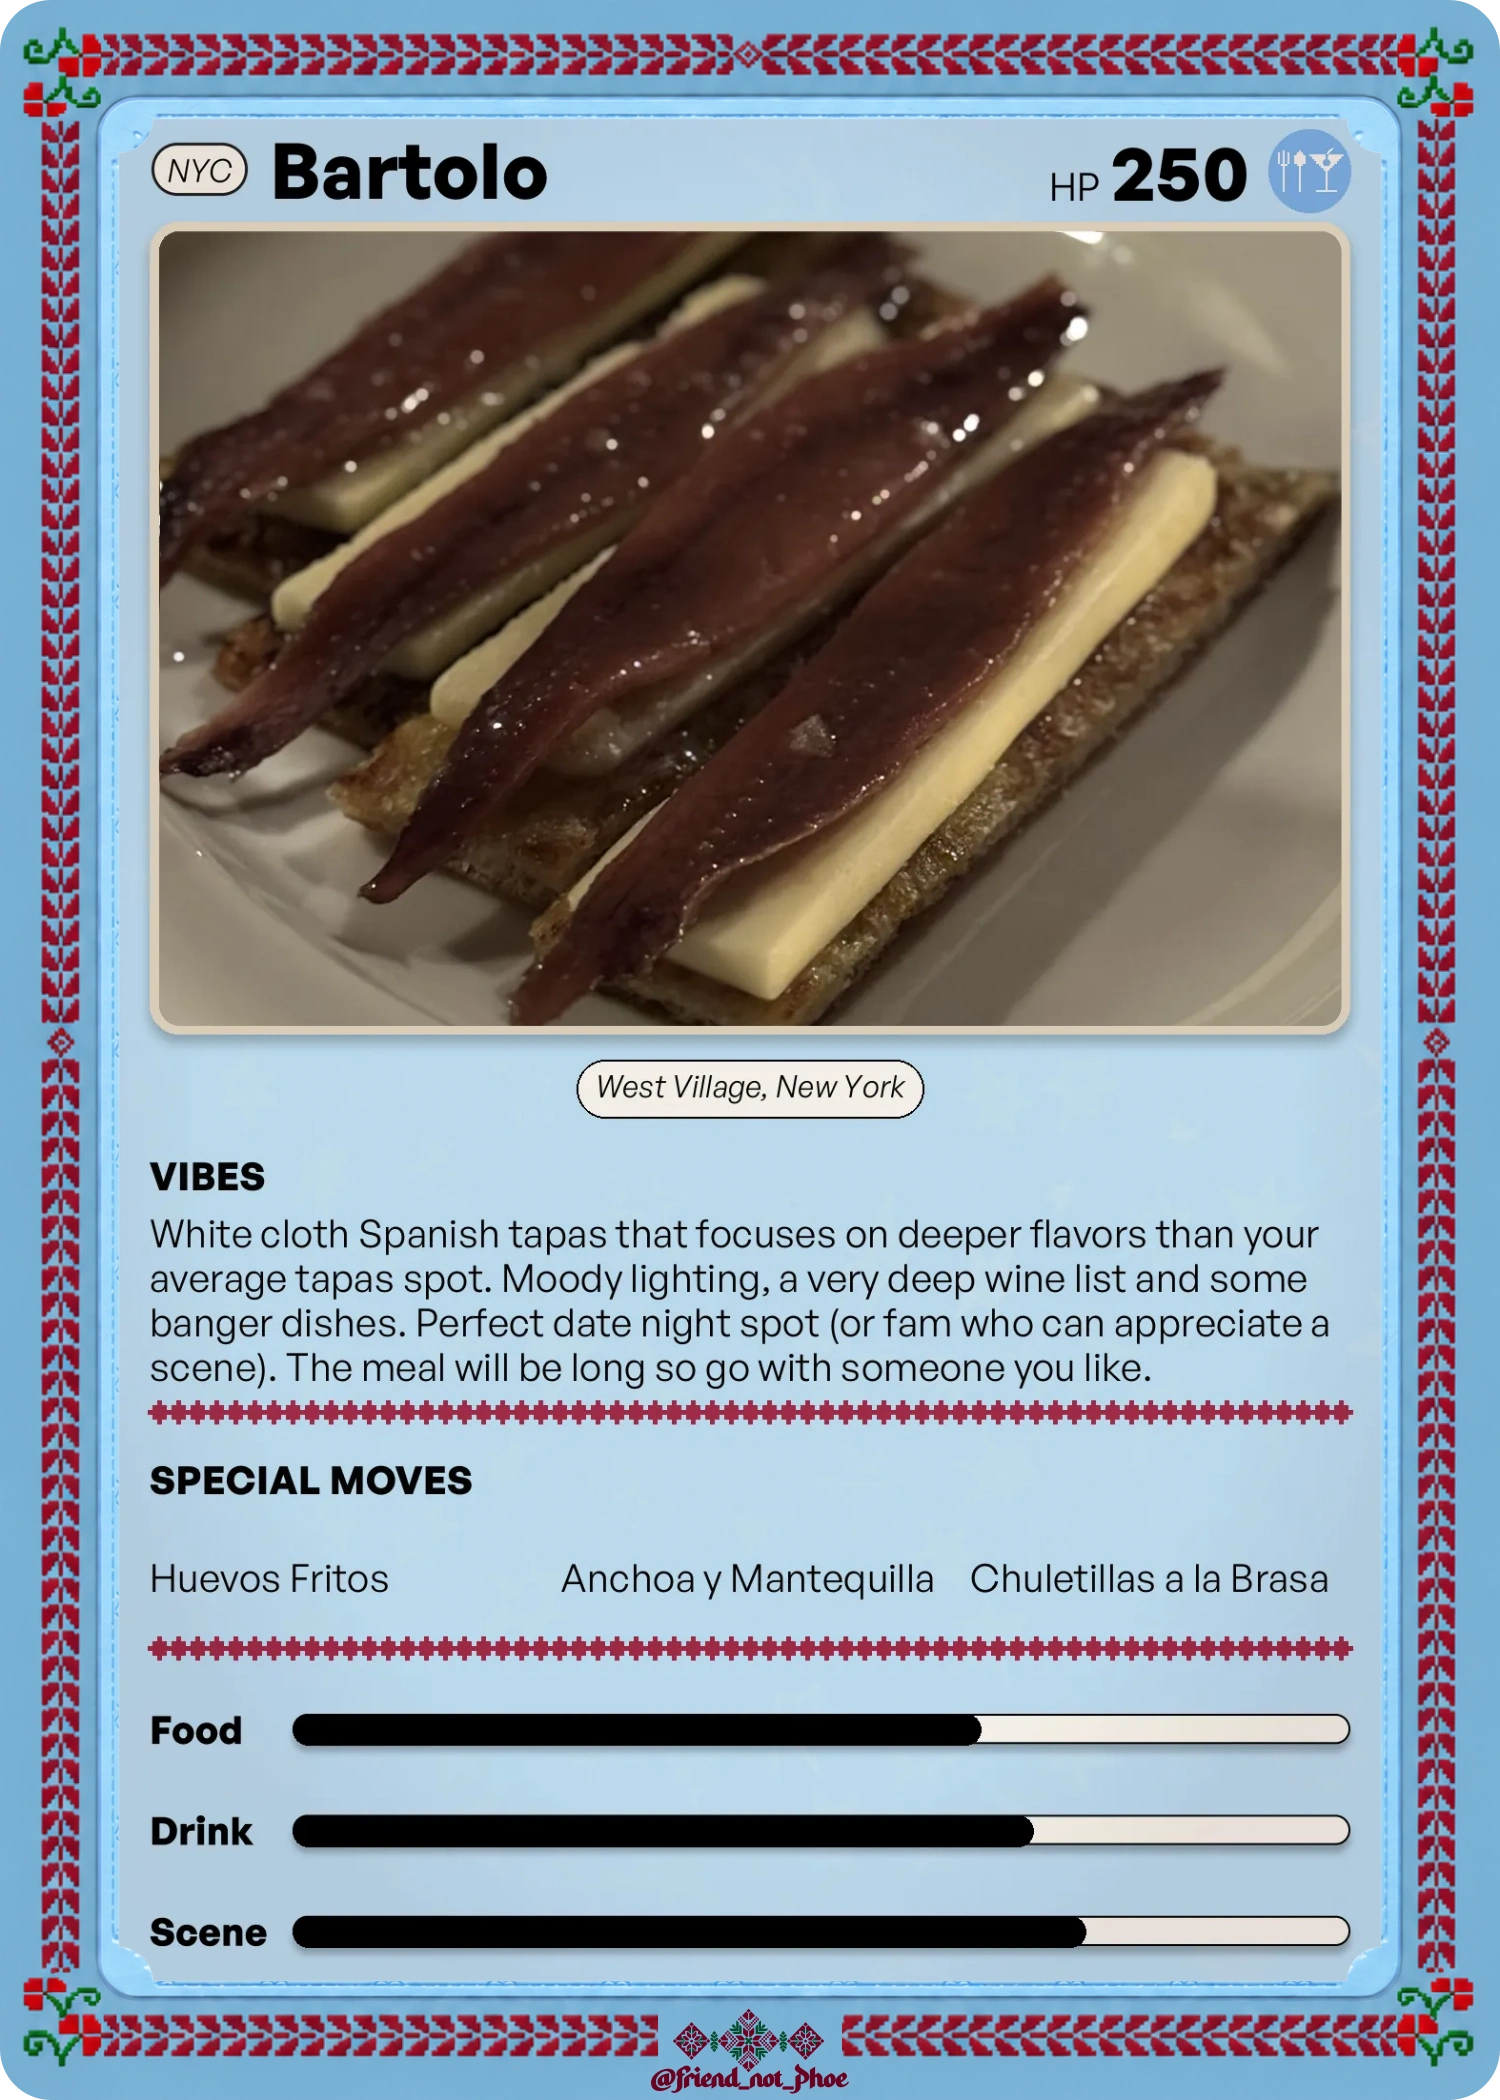 NYC Bartolo HP 250
West Village, New York
VIBES
White cloth Spanish tapas that focuses on deeper flavors than your
average tapas spot. Moody lighting, a very deep wine list and some
banger dishes. Perfect date night spot (or fam who can appreciate a
scene). The meal will be long so go with someone you like.
SPECIAL MOVES
Huevos Fritos Anchoa y Mantequilla Chuletillas a la Brasa
Food
Drink
Scene
@friend_not_phoe